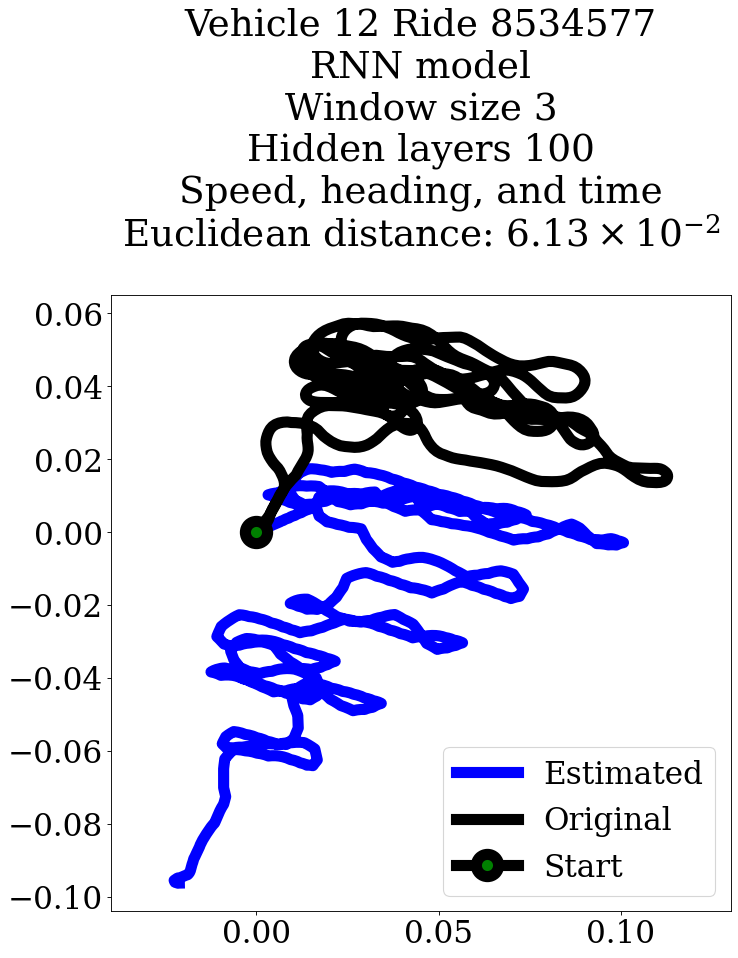 Vehicle 12 Ride 8534577
RNN model
Window size 3
Hidden layers 100
Speed, heading, and time
Euclidean distance: 6.13 × 10⁻²
0.06
0.04
0.02
0.00
−0.02
−0.04
−0.06
−0.08
−0.10
Estimated
Original
Start
0.00 0.05 0.10